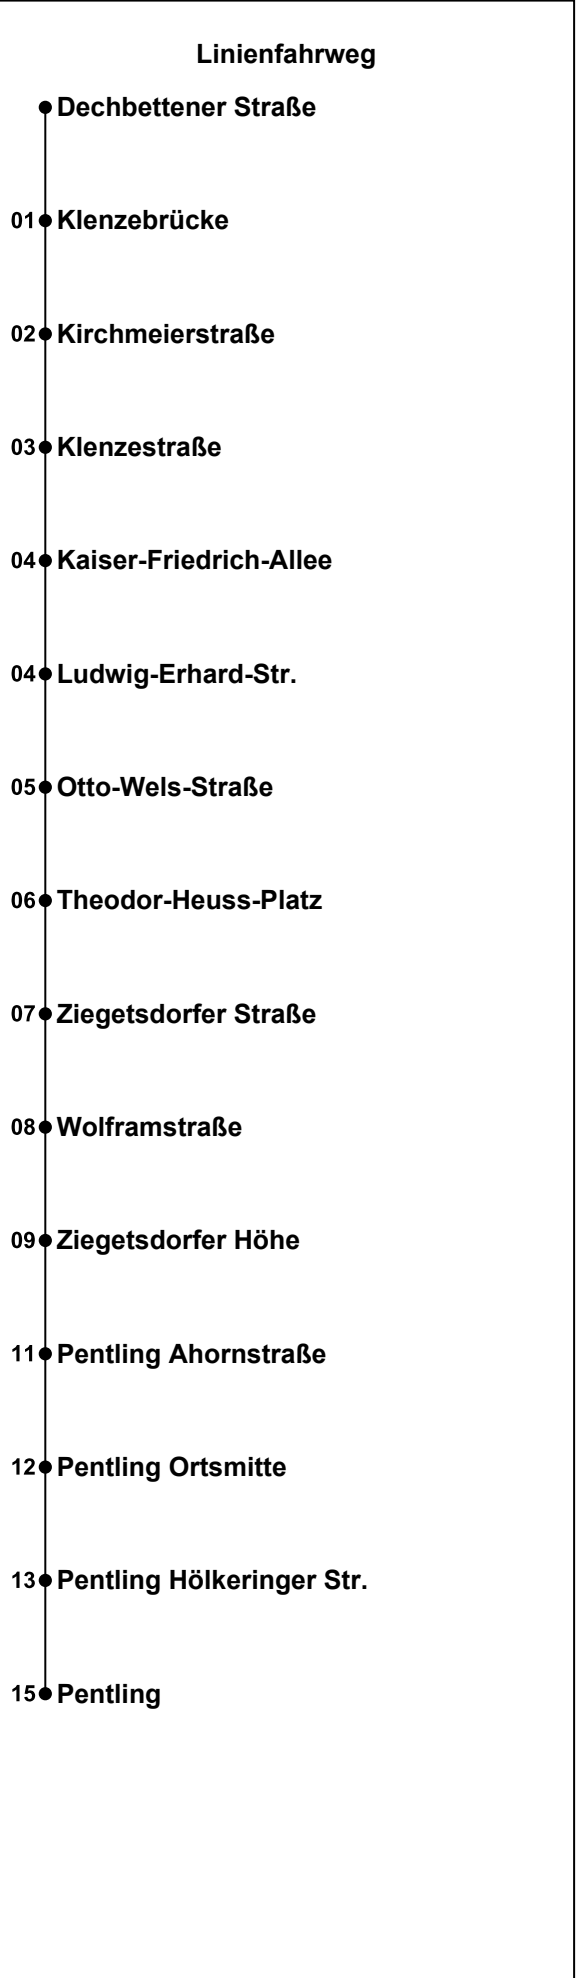 Linienfahrweg
Dechbettener Straße
01 Klenzebrücke
02 Kirchmeierstraße
03 Klenzestraße
04 Kaiser-Friedrich-Allee
04 Ludwig-Erhard-Str.
05 Otto-Wels-Straße
06 Theodor-Heuss-Platz
07 Ziegetsdorfer Straße
08 Wolframstraße
09 Ziegetsdorfer Höhe
11 Pentling Ahornstraße
12 Pentling Ortsmitte
13 Pentling Hölkeringer Str.
15 Pentling